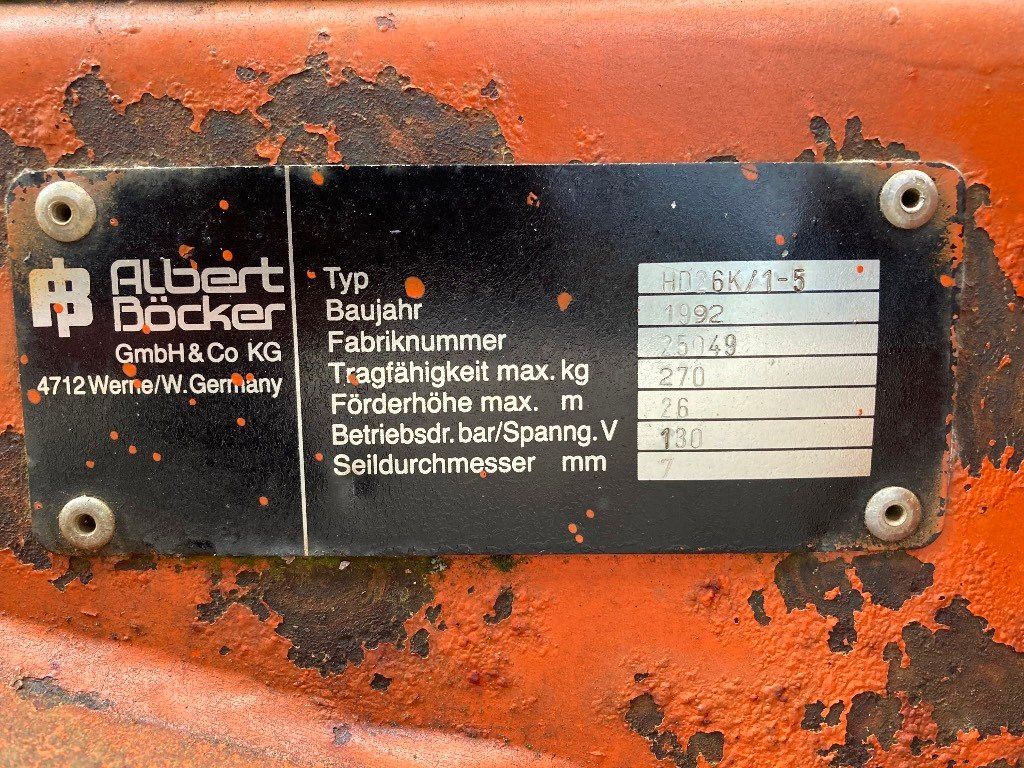 Albert
Böcker
GmbH & Co KG
4712 Werne/W. Germany
Typ HD26K/1-5
Baujahr 1992
Fabriknummer 25049
Tragfähigkeit max. kg 270
Förderhöhe max. m 26
Betriebsdr. bar/Spanng. V 130
Seildurchmesser mm 7